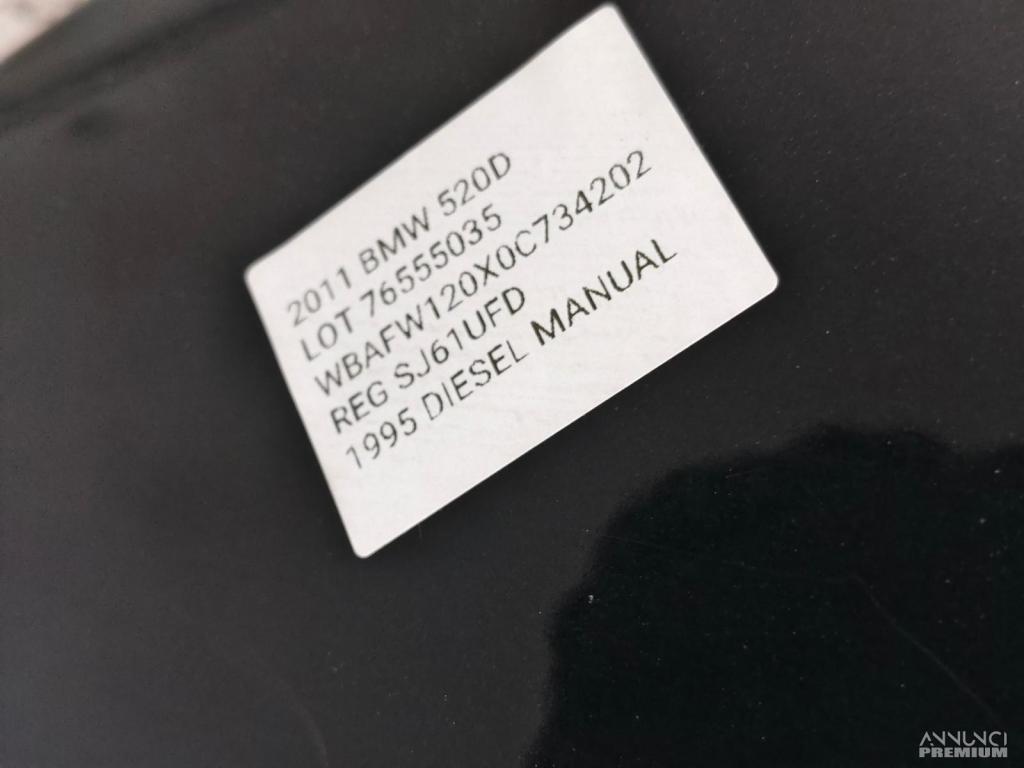 2011 BMW 520D
LOT 76555035
WBAFW120X0C734202
REG SJ61UFD
1995 DIESEL MANUAL
ANNUNCI
PREMIUM